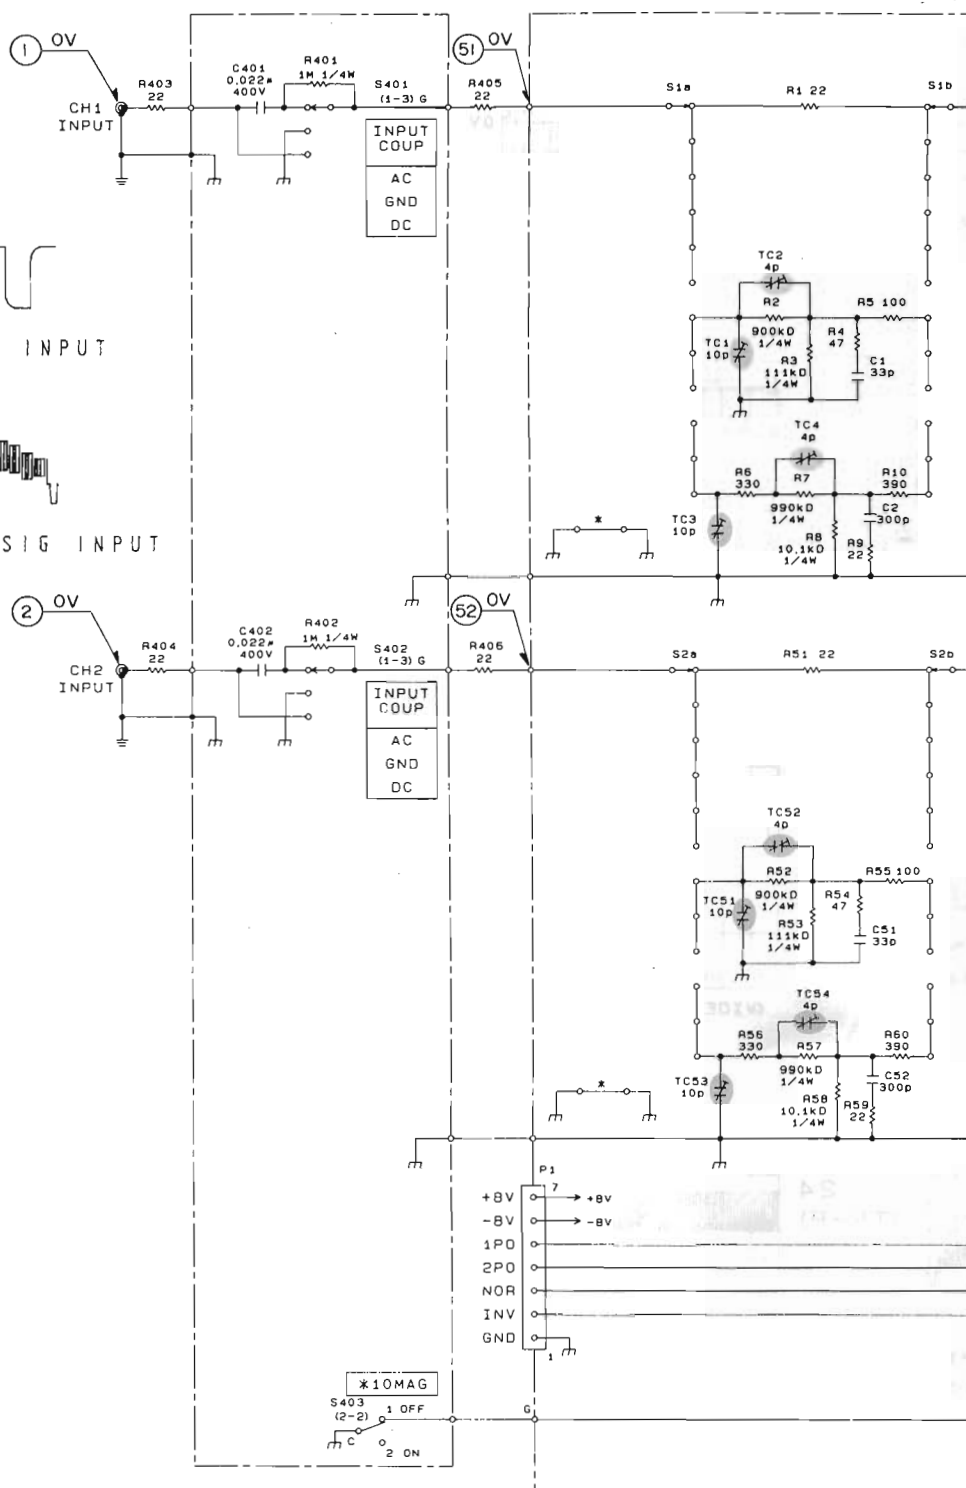 1 0V
C401
0.022μ
400V
R401
1M 1/4W
51 0V
R403
22
S401
(1-3) G
R405
22
S1a
R1 22
S1b
CH1
INPUT
INPUT
COUP
AC
GND
DC
TC2
4p
R2
900kD
1/4W
R5 100
TC1
10p
R3
111kD
1/4W
R4
47
C1
33p
INPUT
TC4
4p
R6
330
R7
990kD
1/4W
R10
390
C2
300p
TC3
10p
R8
10.1kD
1/4W
R9
22
*
SIG INPUT
2 0V
C402
0.022μ
400V
R402
1M 1/4W
52 0V
R404
22
S402
(1-3) G
R406
22
S2a
R51 22
S2b
CH2
INPUT
INPUT
COUP
AC
GND
DC
TC52
4p
R52
900kD
1/4W
R55 100
TC51
10p
R53
111kD
1/4W
R54
47
C51
33p
TC54
4p
R56
330
R57
990kD
1/4W
R60
390
C52
300p
TC53
10p
R58
10.1kD
1/4W
R59
22
*
P1
7
+8V +8V
-8V -8V
1PO
2PO
NOR
INV
GND
1
*10MAG
S403
(2-2)
1 OFF
C
2 ON
G